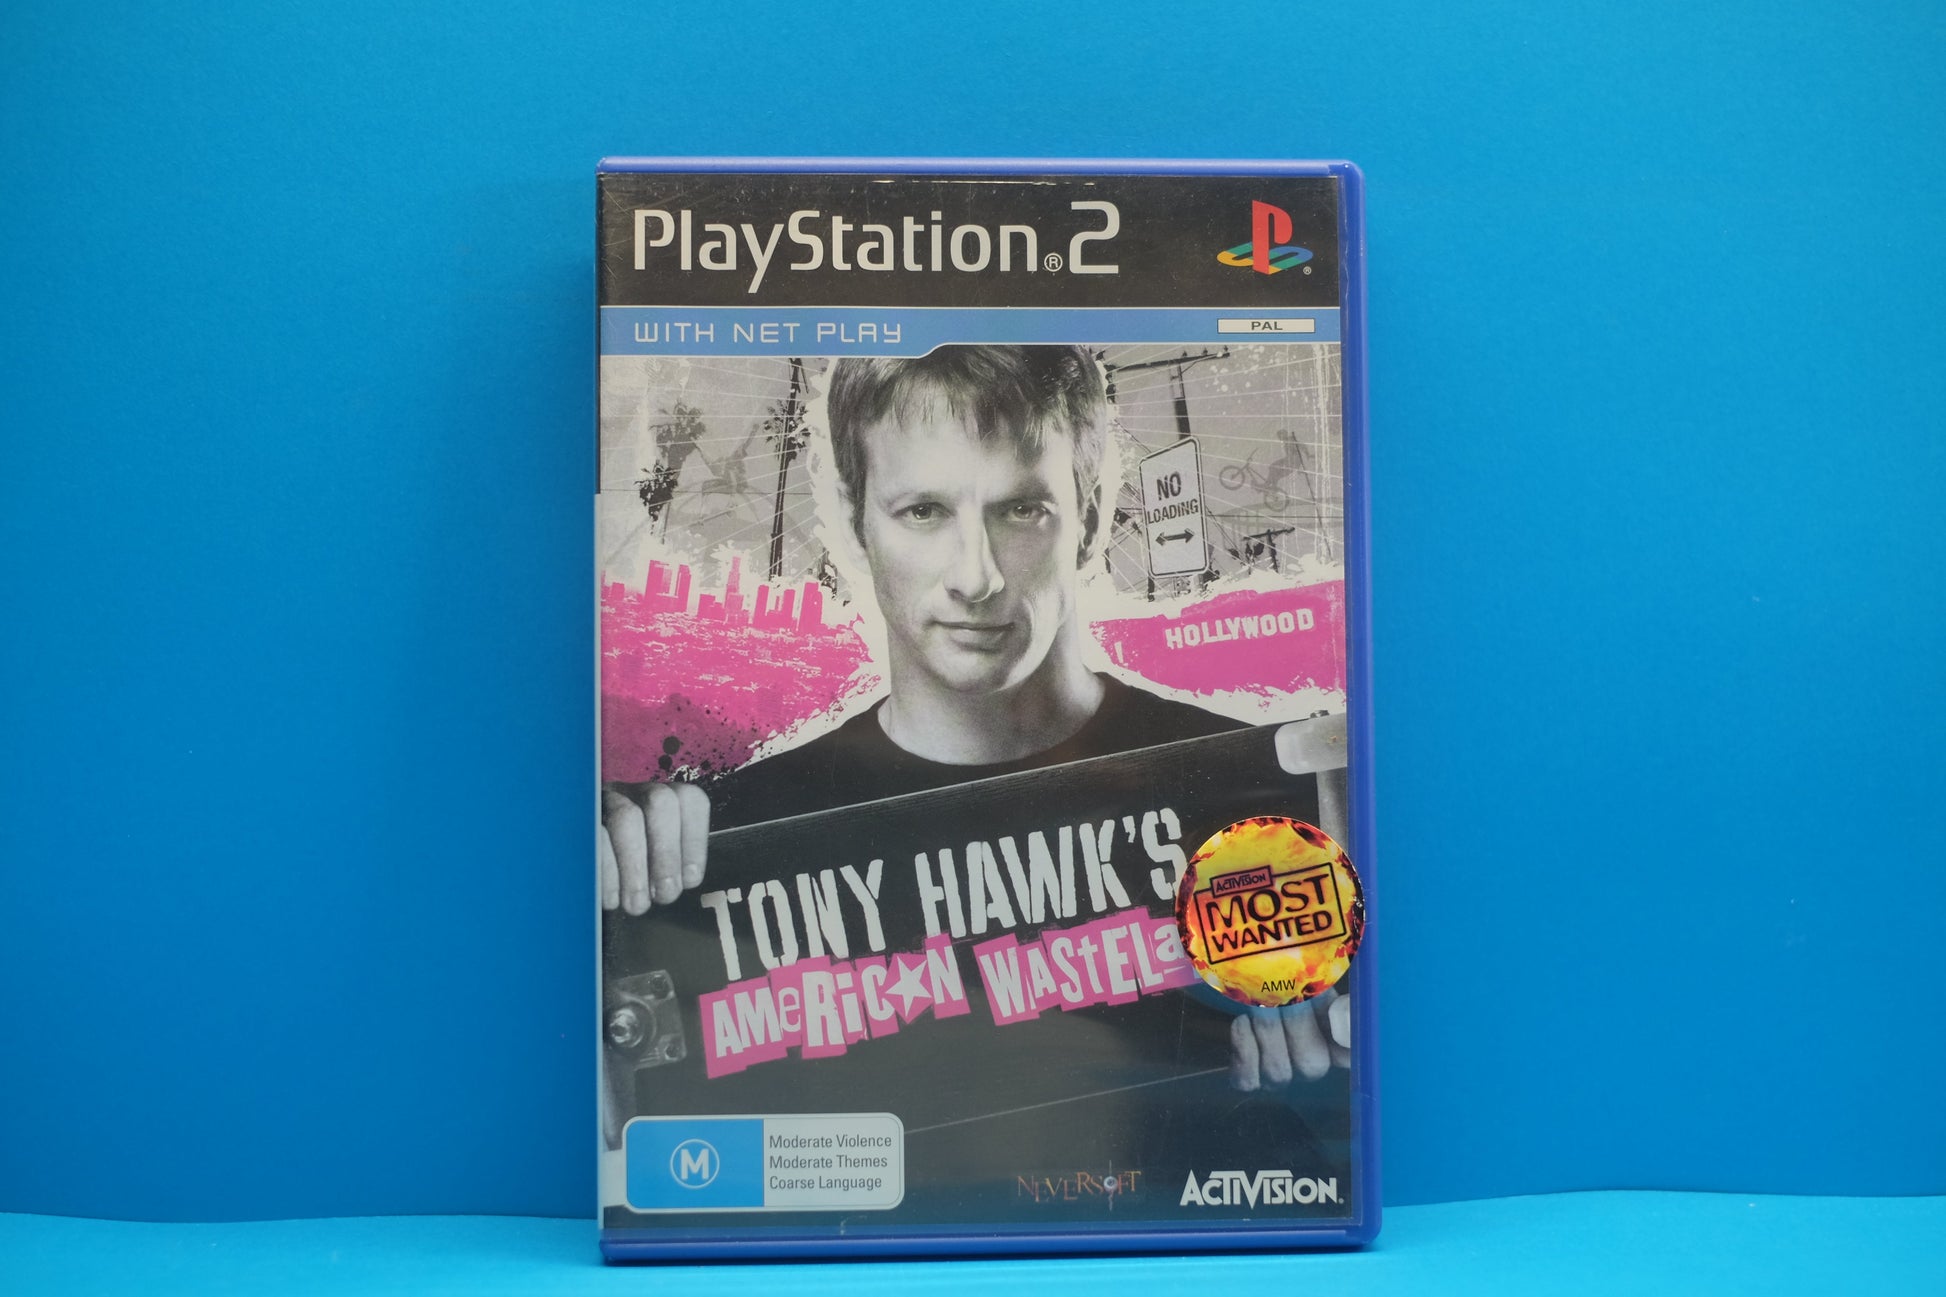 PlayStation®2
WITH NET PLAY
PAL
NO
LOADING
HOLLYWOOD
TONY HAWK'S
AMeRiCAN WAStELa
ACTIVISION
MOST
WANTED
AMW
M
Moderate Violence
Moderate Themes
Coarse Language
NEVERSOFT
ACTIVISION®